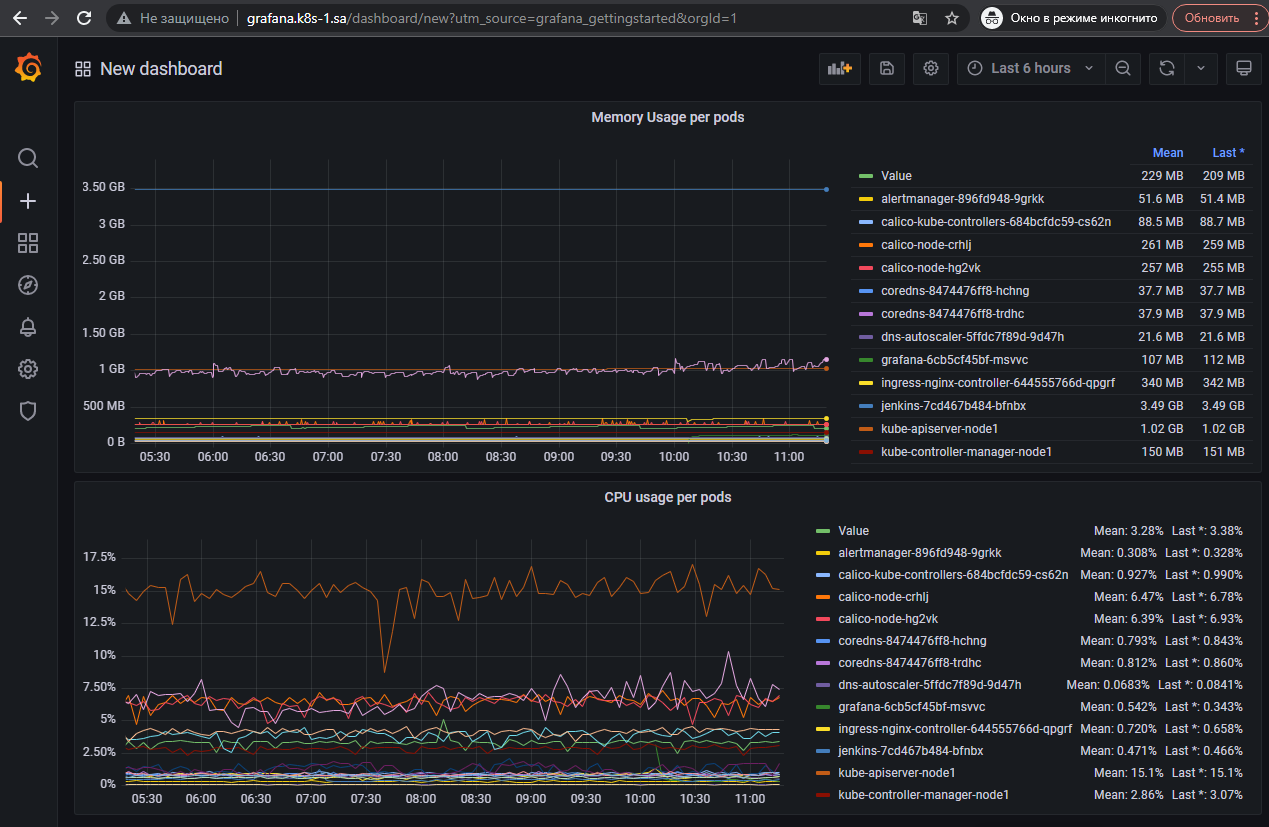 Не защищено grafana.k8s-1.sa/dashboard/new?utm_source=grafana_gettingstarted&orgId=1 Окно в режиме инкогнито Обновить
New dashboard Last 6 hours
Memory Usage per pods
3.50 GB
3 GB
2.50 GB
2 GB
1.50 GB
1 GB
500 MB
0 B
05:30 06:00 06:30 07:00 07:30 08:00 08:30 09:00 09:30 10:00 10:30 11:00
Mean Last *
Value 229 MB 209 MB
alertmanager-896fd948-9grkk 51.6 MB 51.4 MB
calico-kube-controllers-684bcfdc59-cs62n 88.5 MB 88.7 MB
calico-node-crhlj 261 MB 259 MB
calico-node-hg2vk 257 MB 255 MB
coredns-8474476ff8-hchng 37.7 MB 37.7 MB
coredns-8474476ff8-trdhc 37.9 MB 37.9 MB
dns-autoscaler-5ffdc7f89d-9d47h 21.6 MB 21.6 MB
grafana-6cb5cf45bf-msvvc 107 MB 112 MB
ingress-nginx-controller-644555766d-qpgrf 340 MB 342 MB
jenkins-7cd467b484-bfnbx 3.49 GB 3.49 GB
kube-apiserver-node1 1.02 GB 1.02 GB
kube-controller-manager-node1 150 MB 151 MB
CPU usage per pods
17.5%
15%
12.5%
10%
7.50%
5%
2.50%
0%
05:30 06:00 06:30 07:00 07:30 08:00 08:30 09:00 09:30 10:00 10:30 11:00
Value Mean: 3.28% Last *: 3.38%
alertmanager-896fd948-9grkk Mean: 0.308% Last *: 0.328%
calico-kube-controllers-684bcfdc59-cs62n Mean: 0.927% Last *: 0.990%
calico-node-crhlj Mean: 6.47% Last *: 6.78%
calico-node-hg2vk Mean: 6.39% Last *: 6.93%
coredns-8474476ff8-hchng Mean: 0.793% Last *: 0.843%
coredns-8474476ff8-trdhc Mean: 0.812% Last *: 0.860%
dns-autoscaler-5ffdc7f89d-9d47h Mean: 0.0683% Last *: 0.0841%
grafana-6cb5cf45bf-msvvc Mean: 0.542% Last *: 0.343%
ingress-nginx-controller-644555766d-qpgrf Mean: 0.720% Last *: 0.658%
jenkins-7cd467b484-bfnbx Mean: 0.471% Last *: 0.466%
kube-apiserver-node1 Mean: 15.1% Last *: 15.1%
kube-controller-manager-node1 Mean: 2.86% Last *: 3.07%